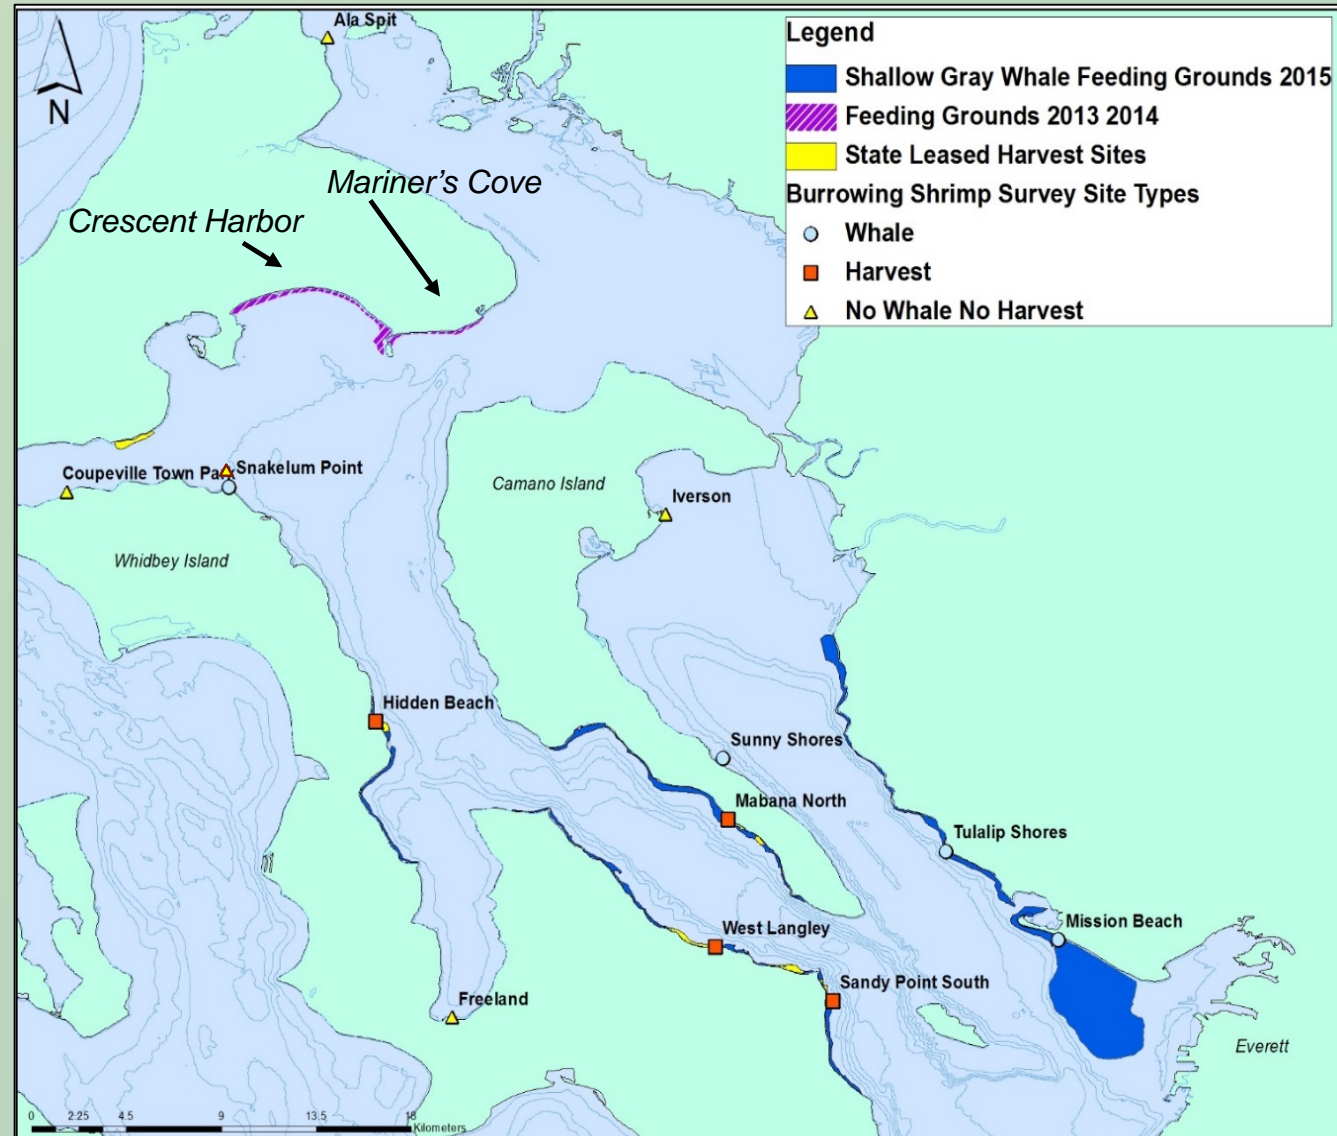 Ala Spit
Legend
Shallow Gray Whale Feeding Grounds 2015
Feeding Grounds 2013 2014
State Leased Harvest Sites
Burrowing Shrimp Survey Site Types
Whale
Harvest
No Whale No Harvest
N
Mariner's Cove
Crescent Harbor
Coupeville Town Park
Snakelum Point
Camano Island
Iverson
Whidbey Island
Hidden Beach
Sunny Shores
Mabana North
Tulalip Shores
Mission Beach
West Langley
Sandy Point South
Freeland
Everett
0 2.25 4.5 9 13.5 18
Kilometers